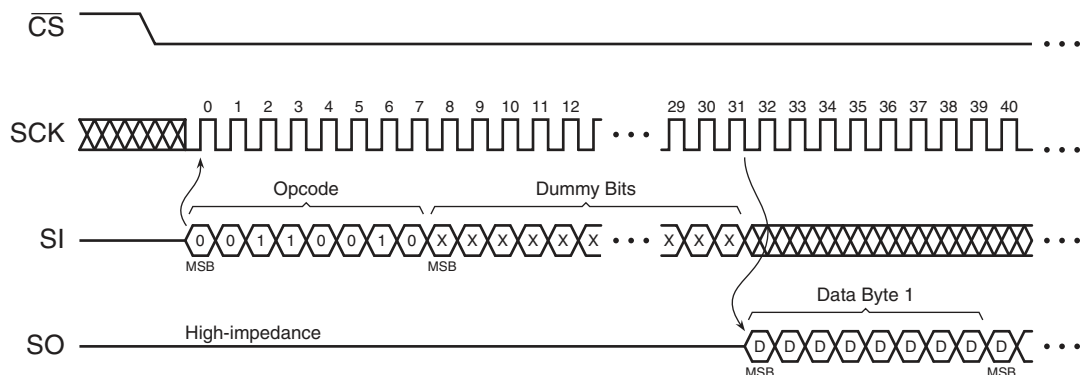 CS
• • •
0 1 2 3 4 5 6 7 8 9 10 11 12 29 30 31 32 33 34 35 36 37 38 39 40
SCK • • • • • •
Opcode Dummy Bits
SI 0 0 1 1 0 0 1 0 X X X X X X • • • X X X • • •
MSB MSB
Data Byte 1
High-impedance
SO D D D D D D D D D • • •
MSB MSB